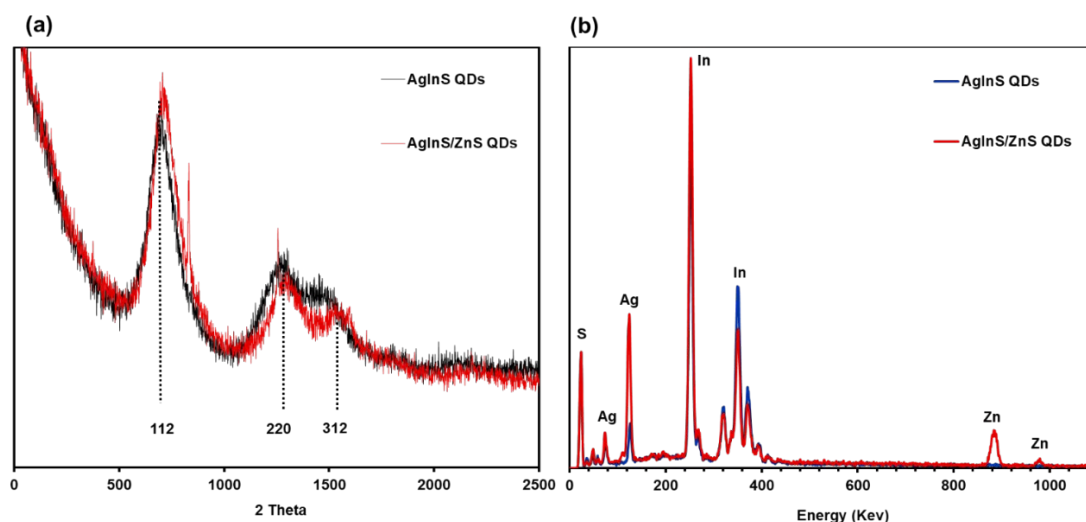 (a)
AgInS QDs
AgInS/ZnS QDs
112
220
312
0
500
1000
1500
2000
2500
2 Theta
(b)
In
AgInS QDs
AgInS/ZnS QDs
In
Ag
S
Ag
Zn
Zn
0
200
400
600
800
1000
Energy (Kev)